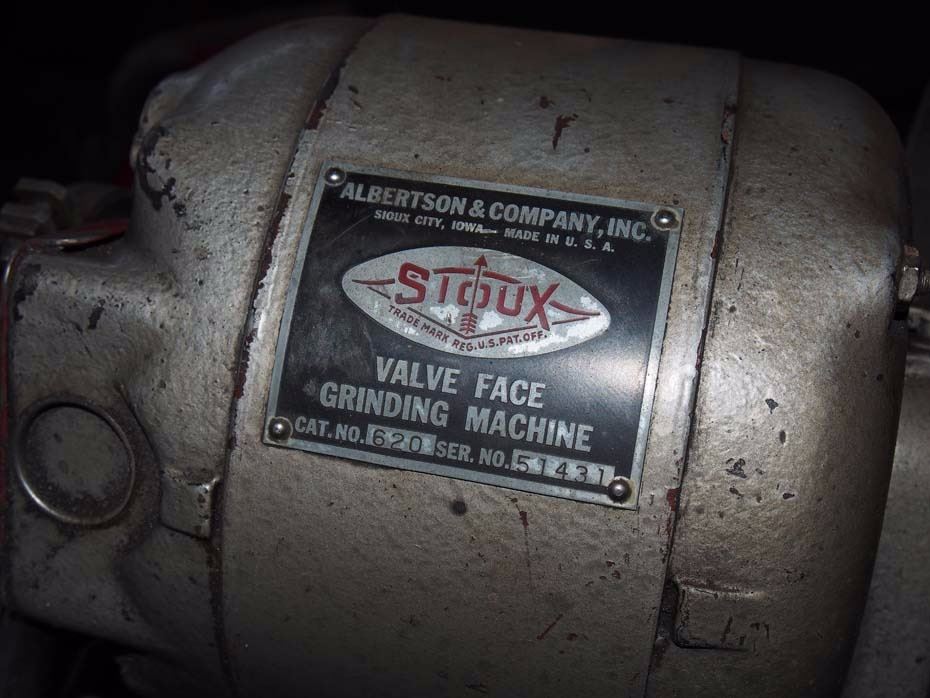 ALBERTSON & COMPANY, INC.
SIOUX CITY, IOWA — MADE IN U. S. A.
SIOUX
TRADE MARK REG. U.S. PAT. OFF.
VALVE FACE
GRINDING MACHINE
CAT. NO. 620 SER. NO. 51431